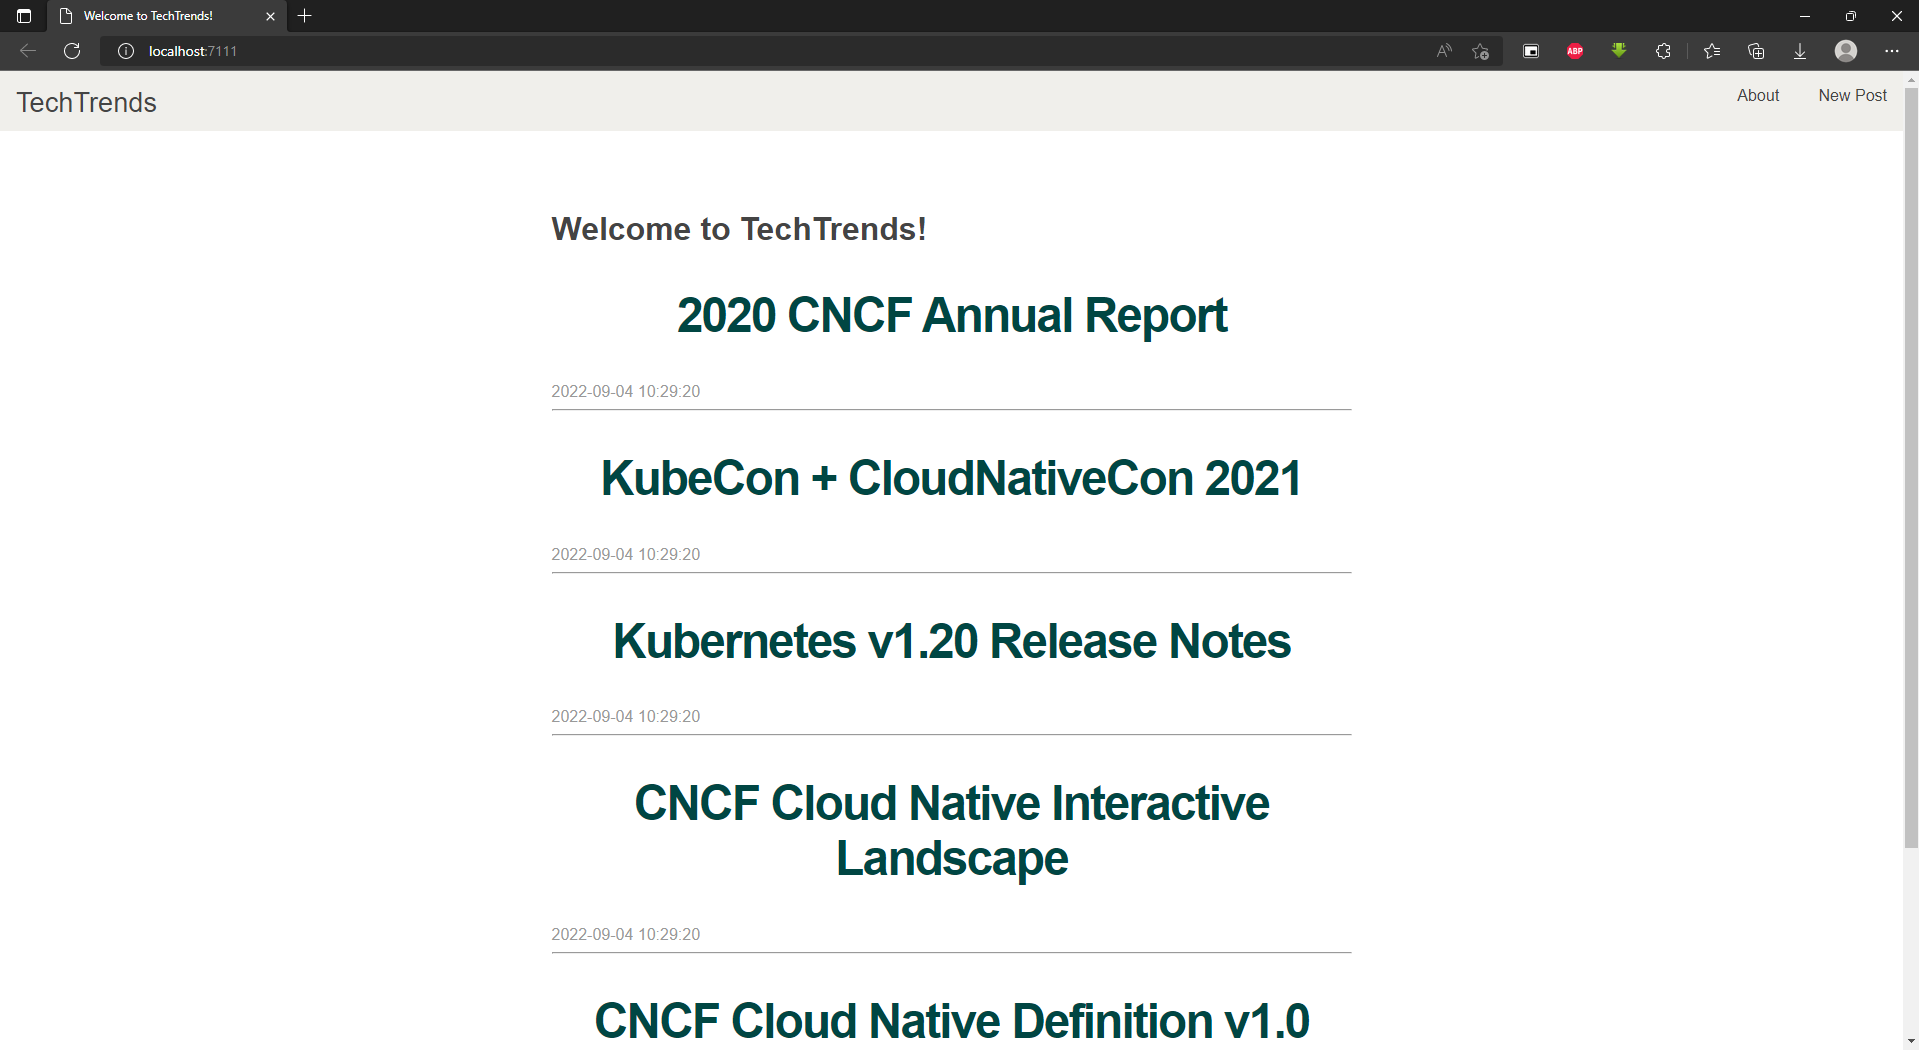 Welcome to TechTrends!
localhost:7111
ABP
TechTrends
About
New Post
Welcome to TechTrends!
2020 CNCF Annual Report
2022-09-04 10:29:20
KubeCon + CloudNativeCon 2021
2022-09-04 10:29:20
Kubernetes v1.20 Release Notes
2022-09-04 10:29:20
CNCF Cloud Native Interactive
Landscape
2022-09-04 10:29:20
CNCF Cloud Native Definition v1.0